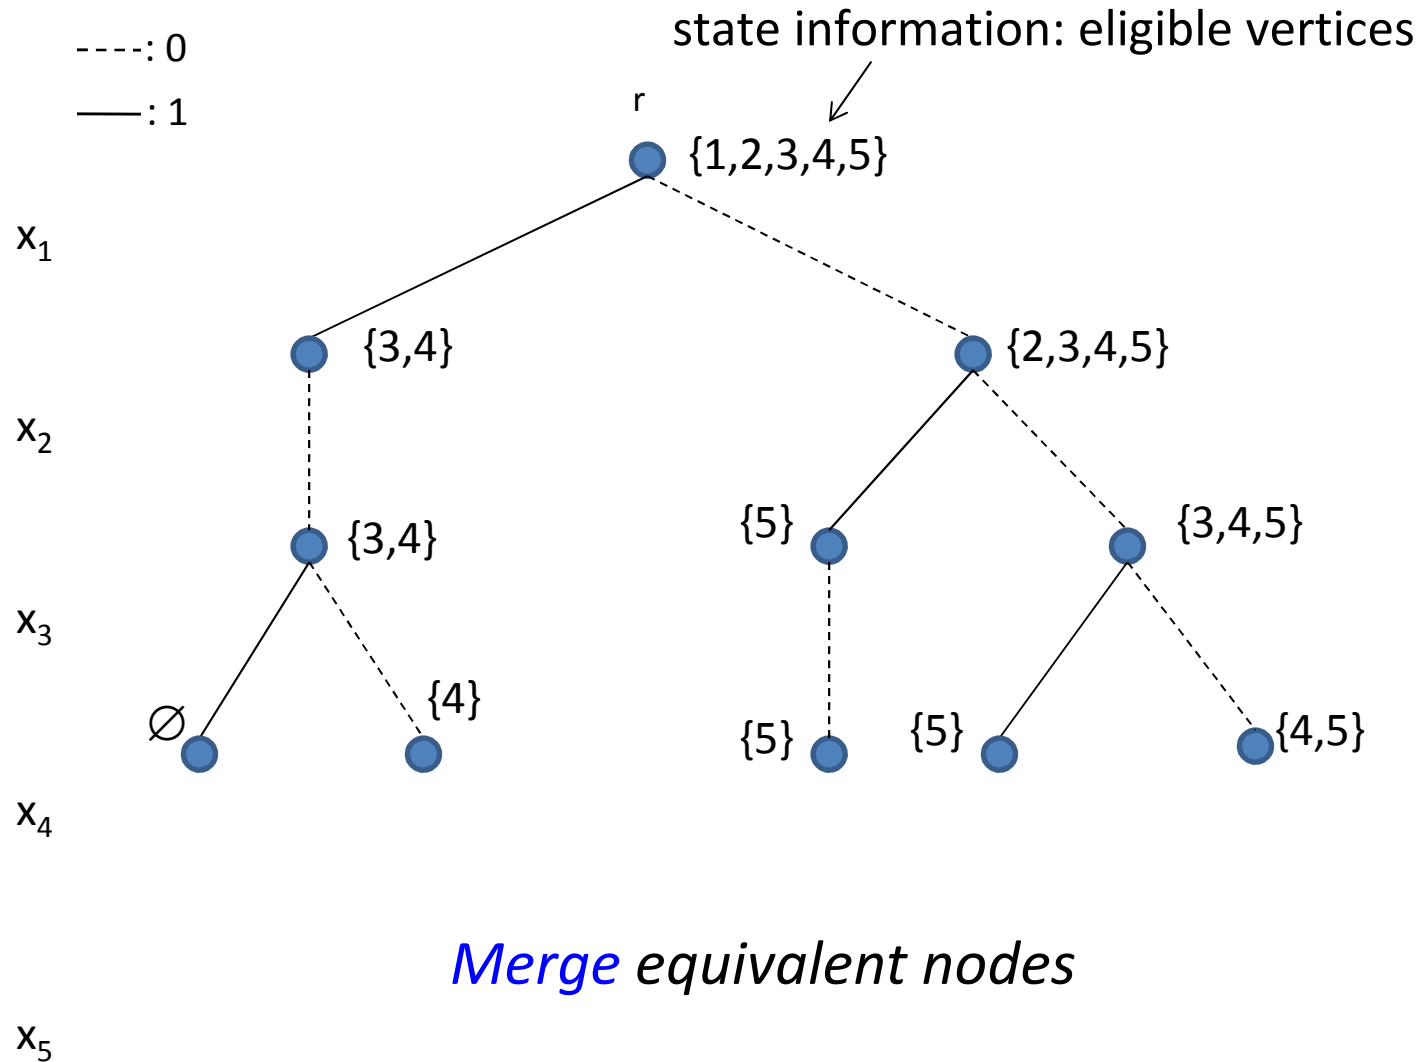 state information: eligible vertices
: 0
: 1
r
{1,2,3,4,5}
x₁
{3,4}
{2,3,4,5}
x₂
{3,4}
{5}
{3,4,5}
x₃
∅
{4}
{5}
{5}
{4,5}
x₄
Merge equivalent nodes
x₅